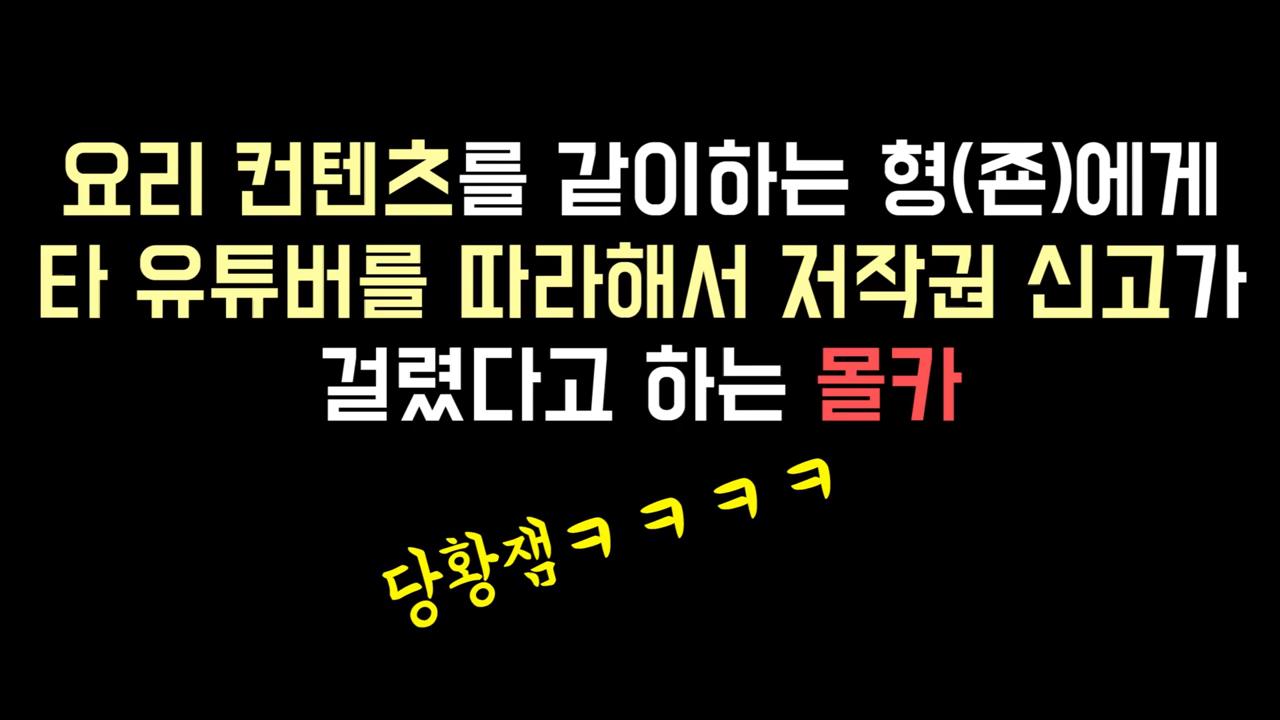 요리 컨텐츠를 같이하는 형(죤)에게
타 유튜버를 따라해서 저작권 신고가
걸렸다고 하는 몰카
당황잼ㅋㅋㅋㅋ